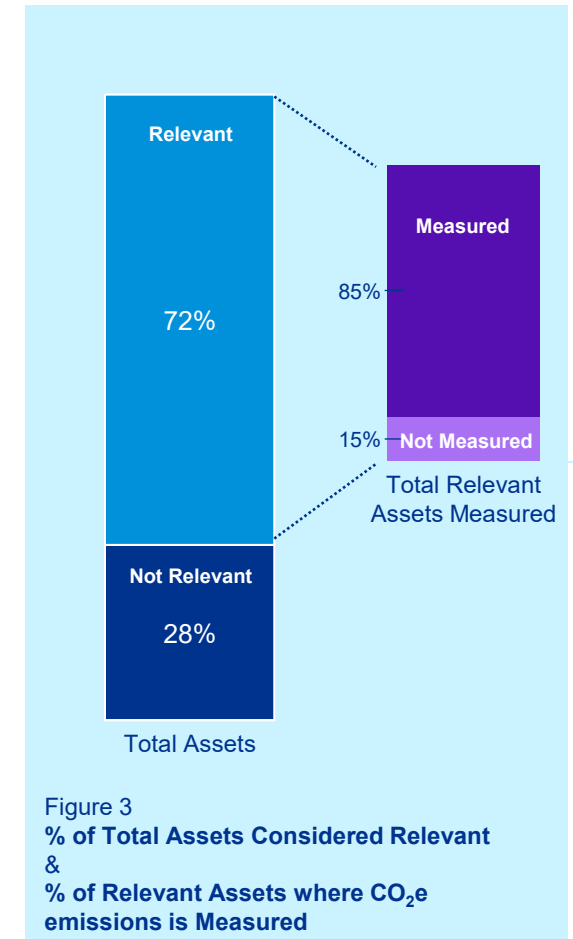 Relevant
72%
Not Relevant
28%
Total Assets
Measured
85%
15%
Not Measured
Total Relevant
Assets Measured
Figure 3
% of Total Assets Considered Relevant
&
% of Relevant Assets where CO₂e
emissions is Measured